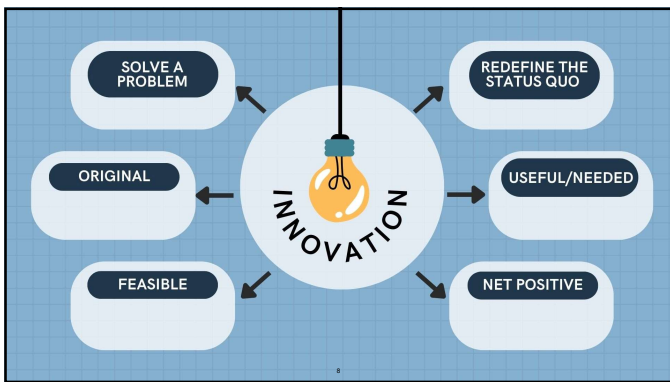 SOLVE A
PROBLEM
REDEFINE THE
STATUS QUO
ORIGINAL
USEFUL/NEEDED
INNOVATION
FEASIBLE
NET POSITIVE
8